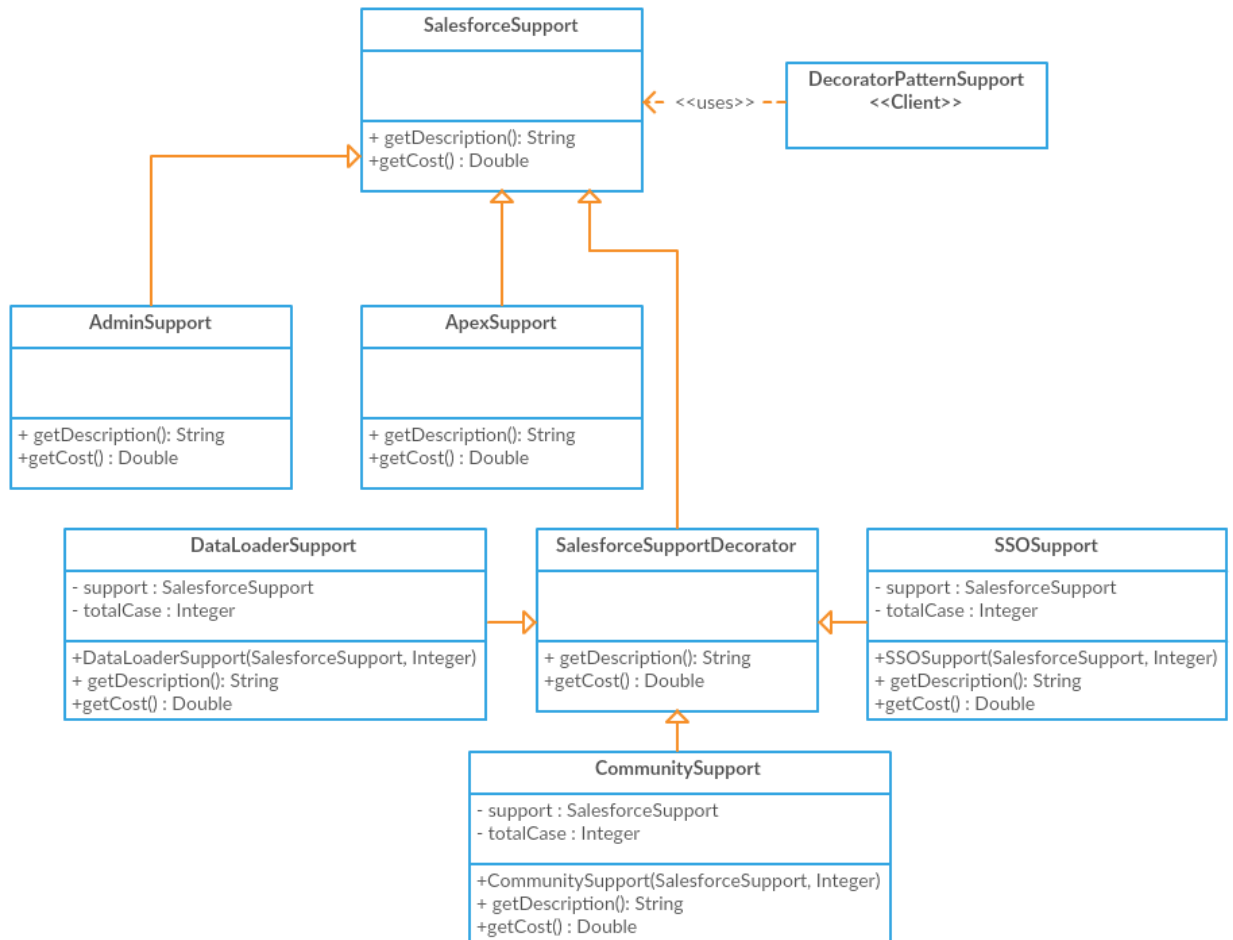 SalesforceSupport
+ getDescription(): String
+getCost() : Double
<<uses>>
DecoratorPatternSupport
<<Client>>
AdminSupport
+ getDescription(): String
+getCost() : Double
ApexSupport
+ getDescription(): String
+getCost() : Double
DataLoaderSupport
- support : SalesforceSupport
- totalCase : Integer
+DataLoaderSupport(SalesforceSupport, Integer)
+ getDescription(): String
+getCost() : Double
SalesforceSupportDecorator
+ getDescription(): String
+getCost() : Double
SSOSupport
- support : SalesforceSupport
- totalCase : Integer
+SSOSupport(SalesforceSupport, Integer)
+ getDescription(): String
+getCost() : Double
CommunitySupport
- support : SalesforceSupport
- totalCase : Integer
+CommunitySupport(SalesforceSupport, Integer)
+ getDescription(): String
+getCost() : Double